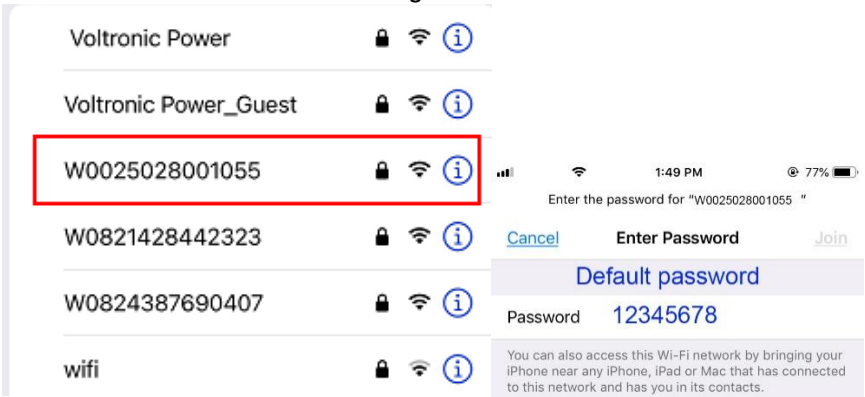 Voltronic Power
Voltronic Power_Guest
W0025028001055
W0821428442323
W0824387690407
wifi
1:49 PM
77%
Enter the password for "W0025028001055 "
Cancel Enter Password Join
Default password
Password 12345678
You can also access this Wi-Fi network by bringing your
iPhone near any iPhone, iPad or Mac that has connected
to this network and has you in its contacts.